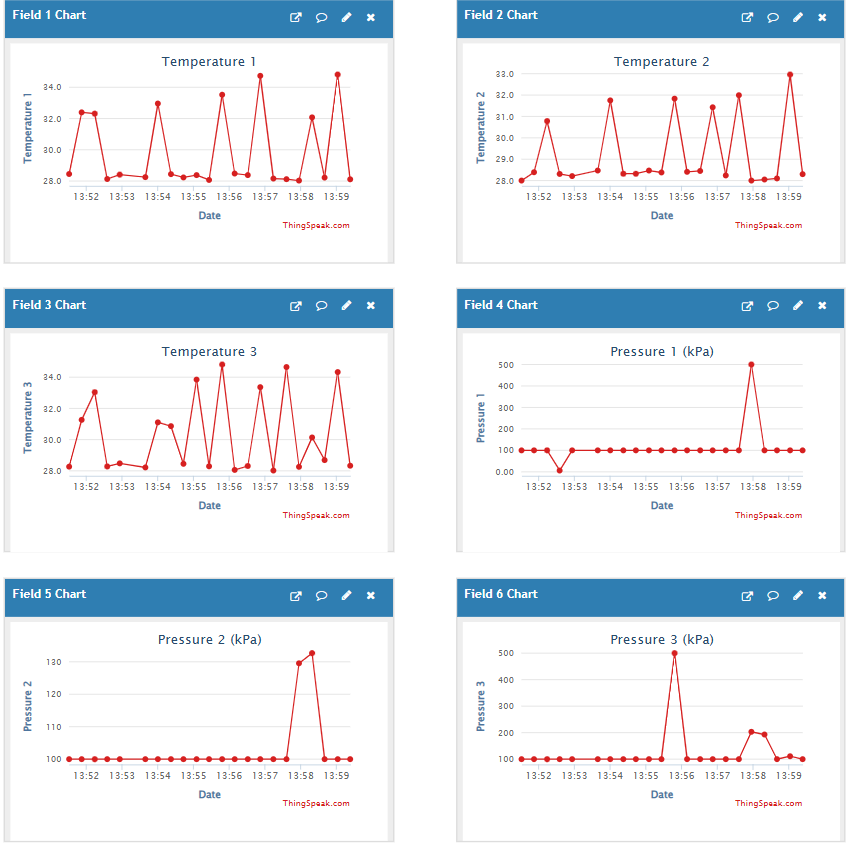 Field 1 Chart
Temperature 1
Temperature 1
34.0
32.0
30.0
28.0
13:52 13:53 13:54 13:55 13:56 13:57 13:58 13:59
Date
ThingSpeak.com
Field 2 Chart
Temperature 2
Temperature 2
33.0
32.0
31.0
30.0
29.0
28.0
13:52 13:53 13:54 13:55 13:56 13:57 13:58 13:59
Date
ThingSpeak.com
Field 3 Chart
Temperature 3
Temperature 3
34.0
32.0
30.0
28.0
13:52 13:53 13:54 13:55 13:56 13:57 13:58 13:59
Date
ThingSpeak.com
Field 4 Chart
Pressure 1 (kPa)
Pressure 1
500
400
300
200
100
0.00
13:52 13:53 13:54 13:55 13:56 13:57 13:58 13:59
Date
ThingSpeak.com
Field 5 Chart
Pressure 2 (kPa)
Pressure 2
130
120
110
100
13:52 13:53 13:54 13:55 13:56 13:57 13:58 13:59
Date
ThingSpeak.com
Field 6 Chart
Pressure 3 (kPa)
Pressure 3
500
400
300
200
100
13:52 13:53 13:54 13:55 13:56 13:57 13:58 13:59
Date
ThingSpeak.com